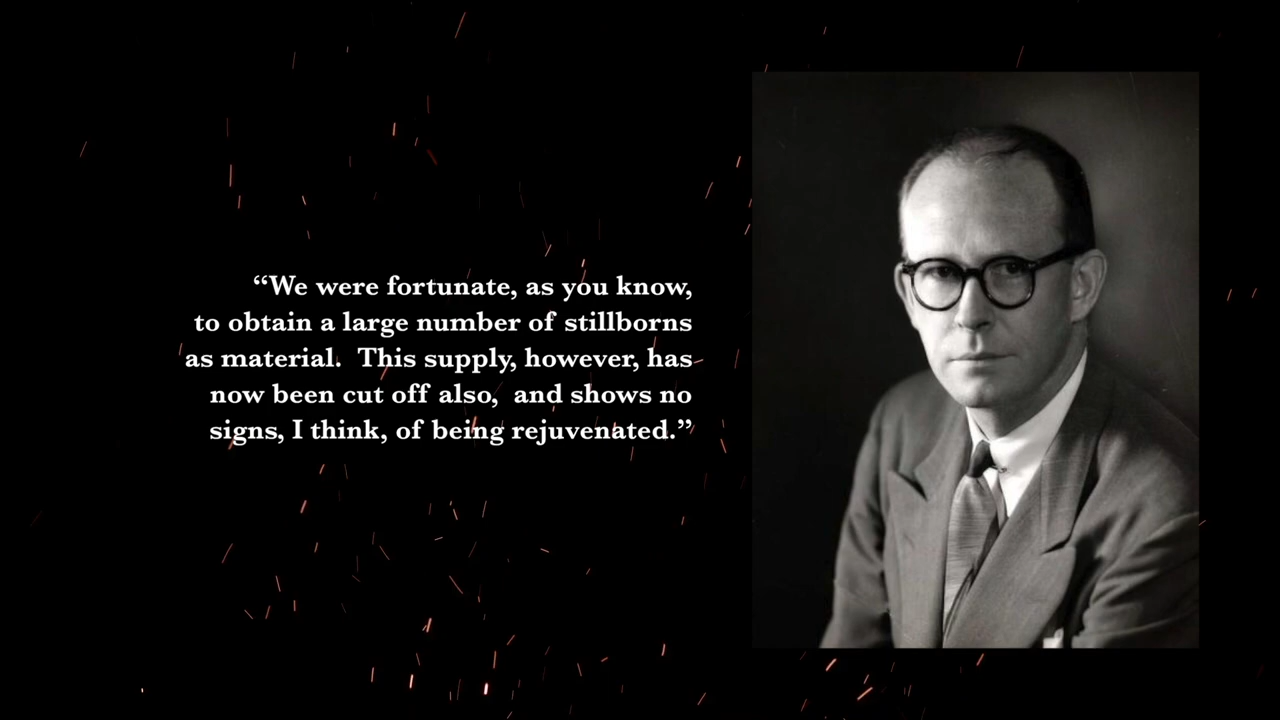 “We were fortunate, as you know,
to obtain a large number of stillborns
as material.  This supply, however, has
now been cut off also,  and shows no
signs, I think, of being rejuvenated.”